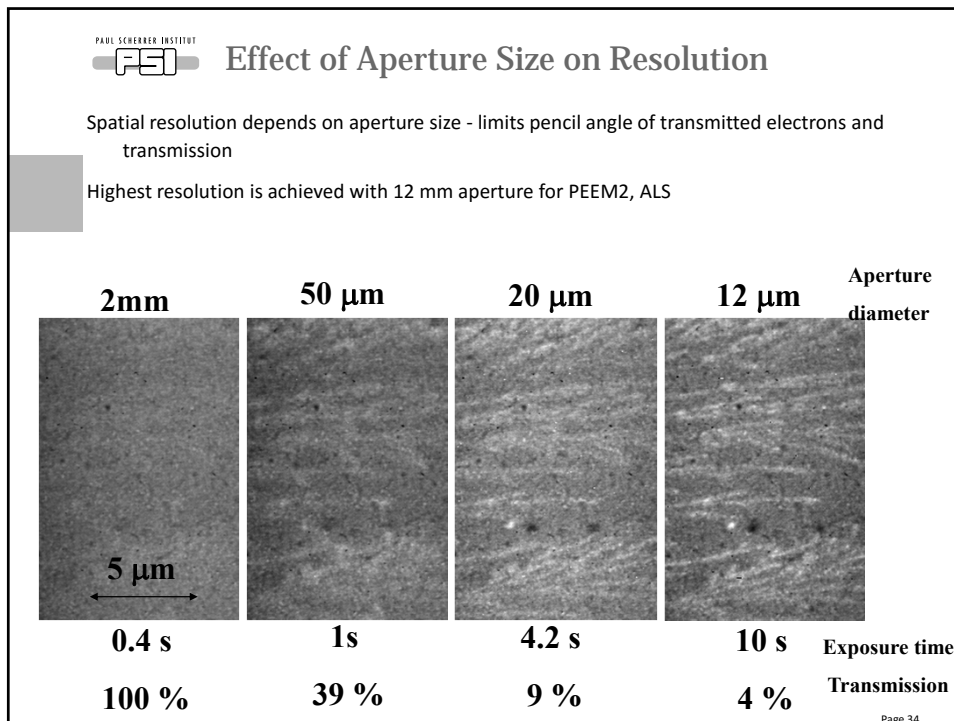 PAUL SCHERRER INSTITUT
PSI
Effect of Aperture Size on Resolution
Spatial resolution depends on aperture size - limits pencil angle of transmitted electrons and
transmission
Highest resolution is achieved with 12 mm aperture for PEEM2, ALS
2mm 50 μm 20 μm 12 μm Aperture
diameter
5 μm
0.4 s 1s 4.2 s 10 s Exposure time
100 % 39 % 9 % 4 % Transmission
Page 34